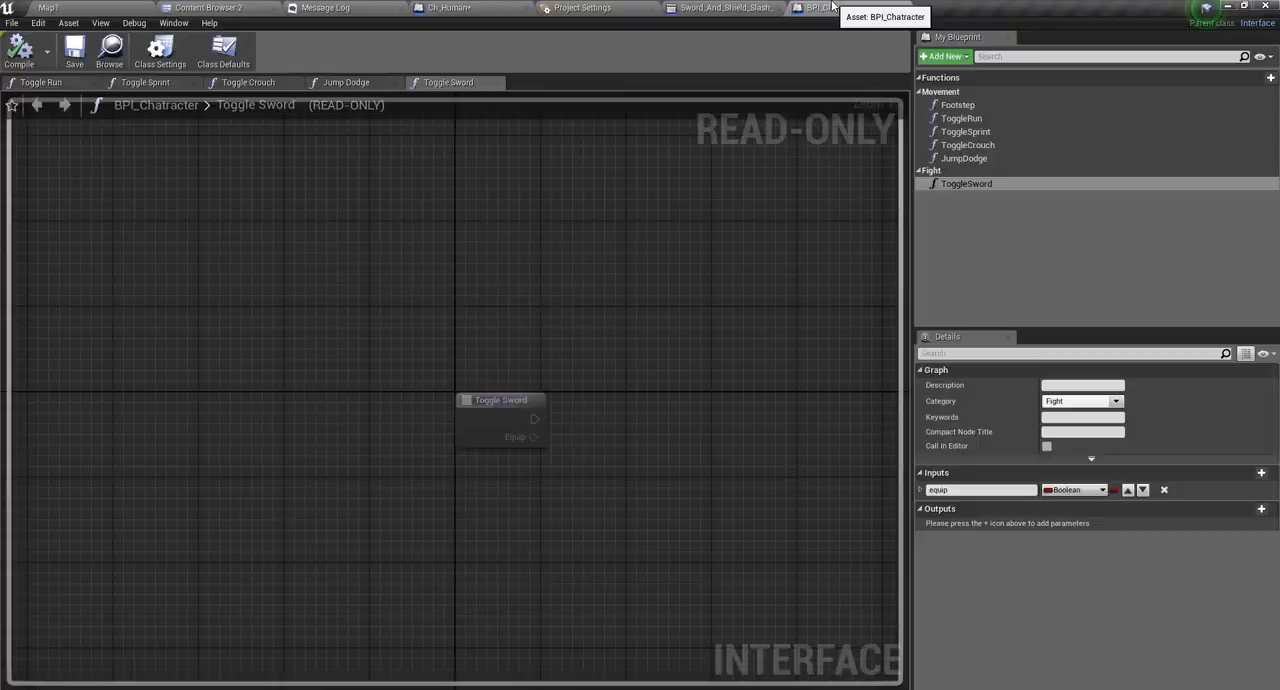 Map1
Content Browser 2
Message Log
Ch_Human*
Project Settings
Sword_And_Shield_Slash_
Asset: BPI_Chatracter
File
Edit
Asset
View
Debug
Window
Help
Parent class: Interface
Compile
Save
Browse
Class Settings
Class Defaults
My Blueprint
+ Add New
Search
Toggle Run
Toggle Sprint
Toggle Crouch
Jump Dodge
Toggle Sword
BPI_Chatracter > Toggle Sword (READ-ONLY)
READ-ONLY
Functions
Movement
Footstep
ToggleRun
ToggleSprint
ToggleCrouch
JumpDodge
Fight
ToggleSword
Toggle Sword
Equip
Details
Search
Graph
Description
Category
Fight
Keywords
Compact Node Title
Call In Editor
Inputs
equip
Boolean
Outputs
Please press the + icon above to add parameters
INTERFACE